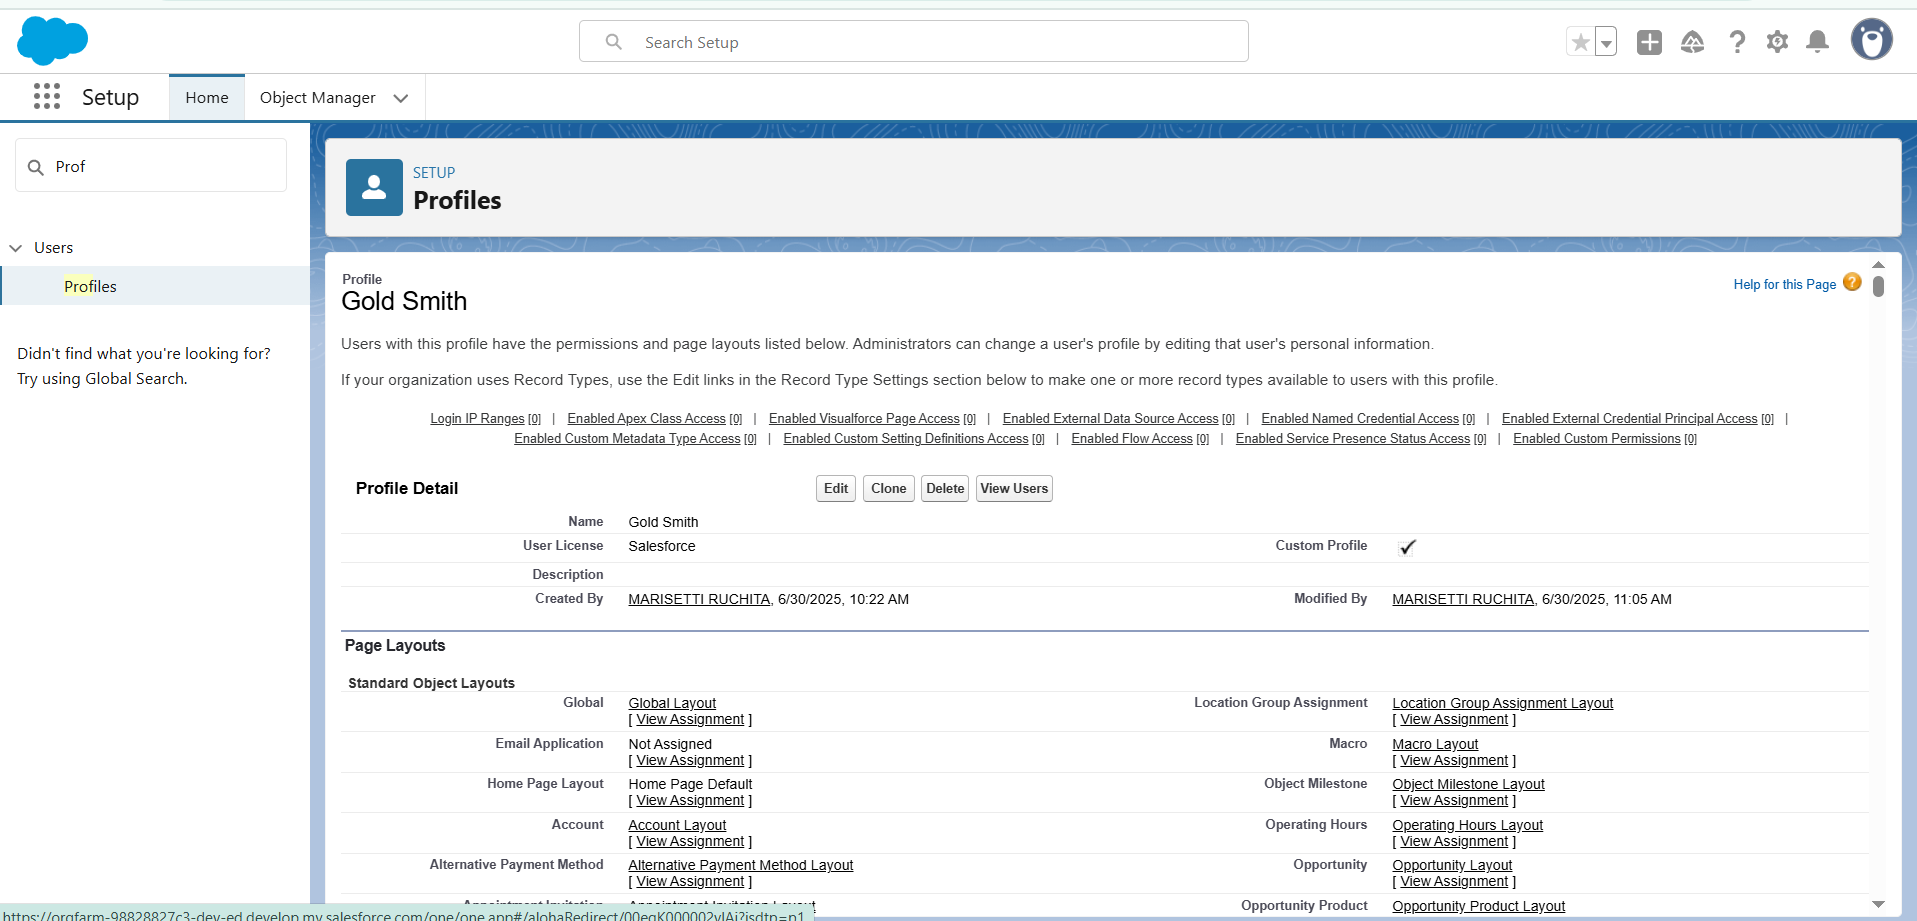 Search Setup
Setup
Home
Object Manager
Prof
Users
Profiles
Didn't find what you're looking for?
Try using Global Search.
SETUP
Profiles
Profile
Gold Smith
Help for this Page
Users with this profile have the permissions and page layouts listed below. Administrators can change a user's profile by editing that user's personal information.
If your organization uses Record Types, use the Edit links in the Record Type Settings section below to make one or more record types available to users with this profile.
Login IP Ranges [0] | Enabled Apex Class Access [0] | Enabled Visualforce Page Access [0] | Enabled External Data Source Access [0] | Enabled Named Credential Access [0] | Enabled External Credential Principal Access [0] |
Enabled Custom Metadata Type Access [0] | Enabled Custom Setting Definitions Access [0] | Enabled Flow Access [0] | Enabled Service Presence Status Access [0] | Enabled Custom Permissions [0]
Profile Detail Edit Clone Delete View Users
Name Gold Smith
User License Salesforce Custom Profile
Description
Created By MARISETTI RUCHITA, 6/30/2025, 10:22 AM Modified By MARISETTI RUCHITA, 6/30/2025, 11:05 AM
Page Layouts
Standard Object Layouts
Global Global Layout Location Group Assignment Location Group Assignment Layout
[ View Assignment ] [ View Assignment ]
Email Application Not Assigned Macro Macro Layout
[ View Assignment ] [ View Assignment ]
Home Page Layout Home Page Default Object Milestone Object Milestone Layout
[ View Assignment ] [ View Assignment ]
Account Account Layout Operating Hours Operating Hours Layout
[ View Assignment ] [ View Assignment ]
Alternative Payment Method Alternative Payment Method Layout Opportunity Opportunity Layout
[ View Assignment ] [ View Assignment ]
Appointment Invitation Appointment Invitation Layout Opportunity Product Opportunity Product Layout